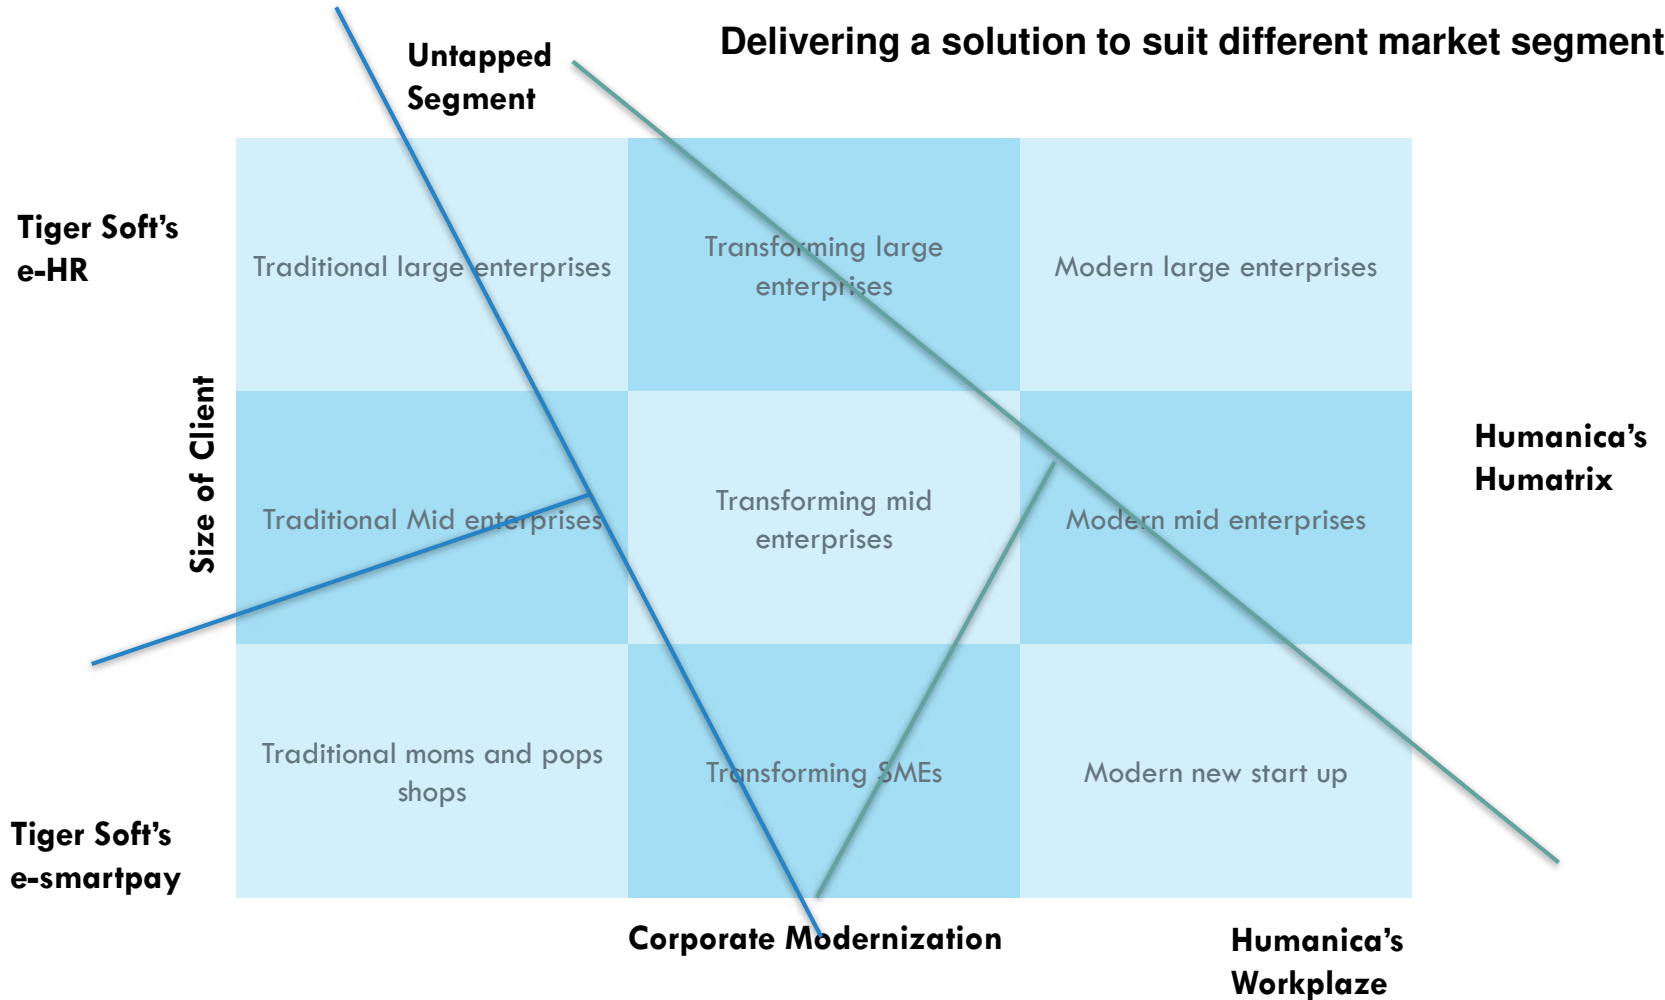 Delivering a solution to suit different market segment
Untapped
Segment
Tiger Soft's
e-HR
Traditional large enterprises
Transforming large
enterprises
Modern large enterprises
Size of Client
Traditional Mid enterprises
Transforming mid
enterprises
Modern mid enterprises
Humanica's
Humatrix
Traditional moms and pops
shops
Transforming SMEs
Modern new start up
Tiger Soft's
e-smartpay
Corporate Modernization
Humanica's
Workplaze